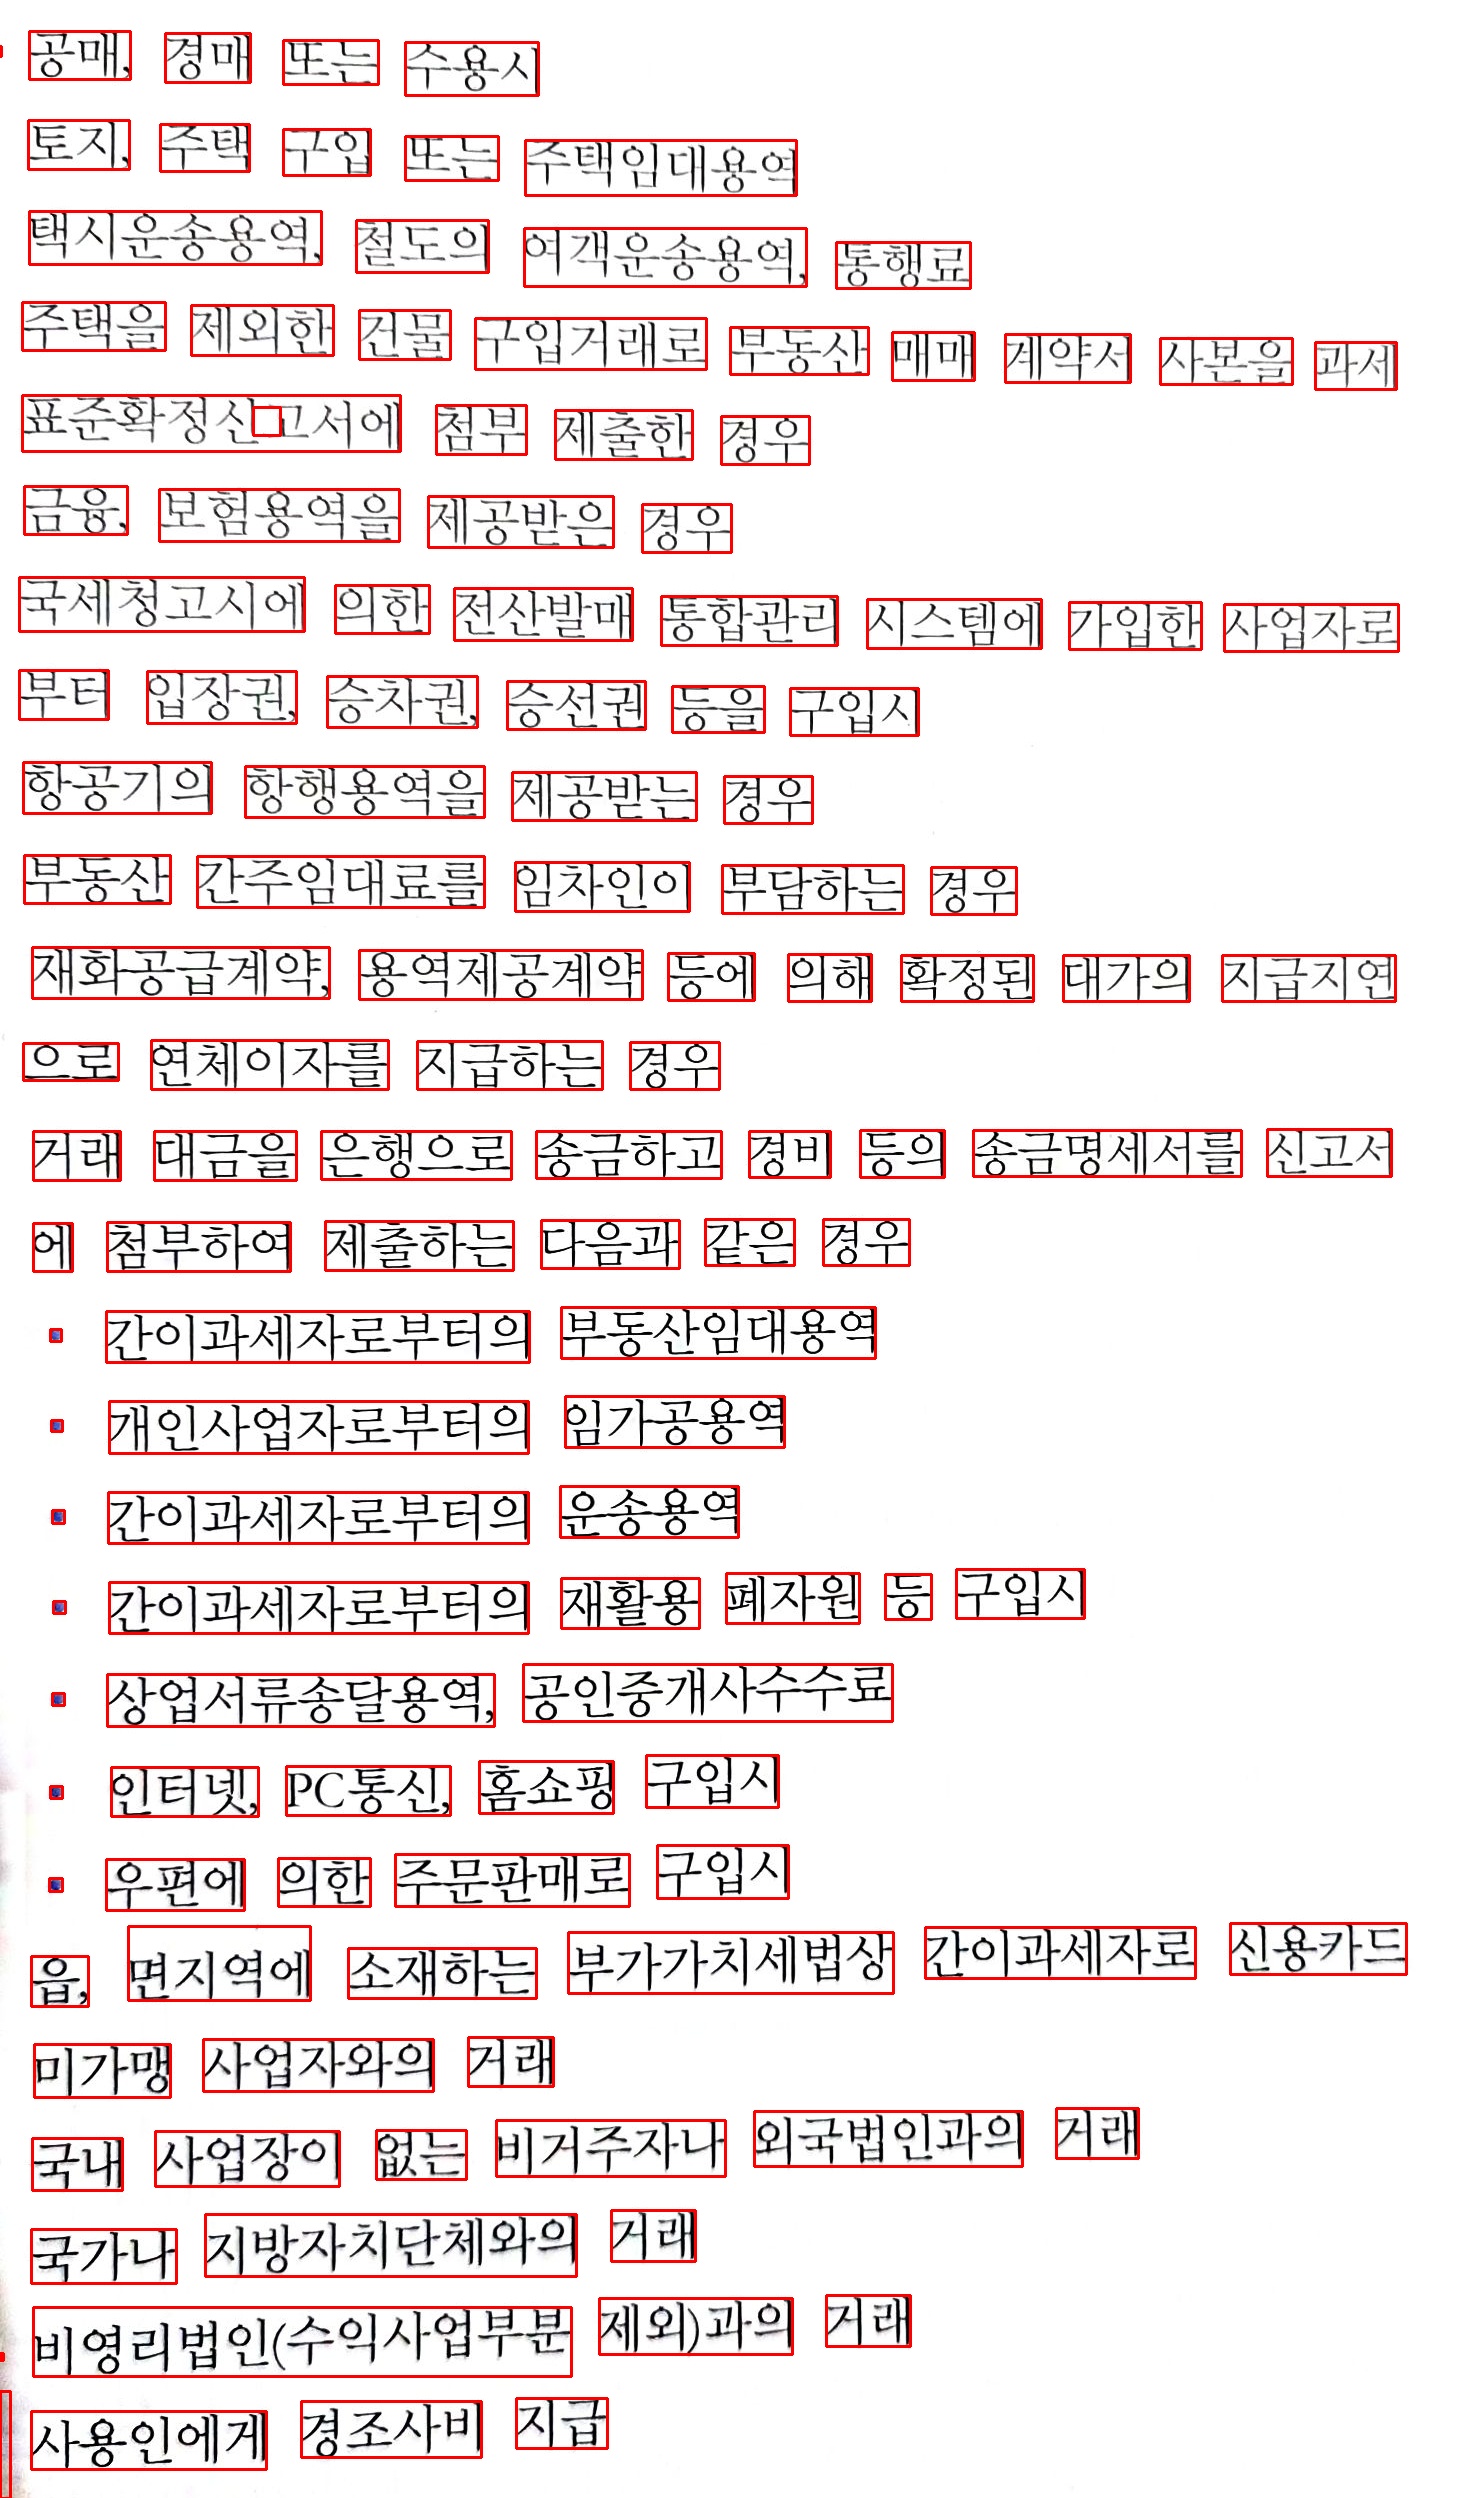 공매, 경매 또는 수용시
토지, 주택 구입 또는 주택임대용역
택시운송용역, 철도의 여객운송용역, 통행료
주택을 제외한 건물 구입거래로 부동산 매매 계약서 사본을 과세
표준확정신고서에 첨부 제출한 경우
금융, 보험용역을 제공받은 경우
국세청고시에 의한 전산발매 통합관리 시스템에 가입한 사업자로
부터 입장권, 승차권, 승선권 등을 구입시
항공기의 항행용역을 제공받는 경우
부동산 간주임대료를 임차인이 부담하는 경우
재화공급계약, 용역제공계약 등에 의해 확정된 대가의 지급지연
으로 연체이자를 지급하는 경우
거래 대금을 은행으로 송금하고 경비 등의 송금명세서를 신고서
에 첨부하여 제출하는 다음과 같은 경우
▪ 간이과세자로부터의 부동산임대용역
▪ 개인사업자로부터의 임가공용역
▪ 간이과세자로부터의 운송용역
▪ 간이과세자로부터의 재활용 폐자원 등 구입시
▪ 상업서류송달용역, 공인중개사수수료
▪ 인터넷, PC통신, 홈쇼핑 구입시
▪ 우편에 의한 주문판매로 구입시
읍, 면지역에 소재하는 부가가치세법상 간이과세자로 신용카드
미가맹 사업자와의 거래
국내 사업장이 없는 비거주자나 외국법인과의 거래
국가나 지방자치단체와의 거래
비영리법인(수익사업부분 제외)과의 거래
사용인에게 경조사비 지급